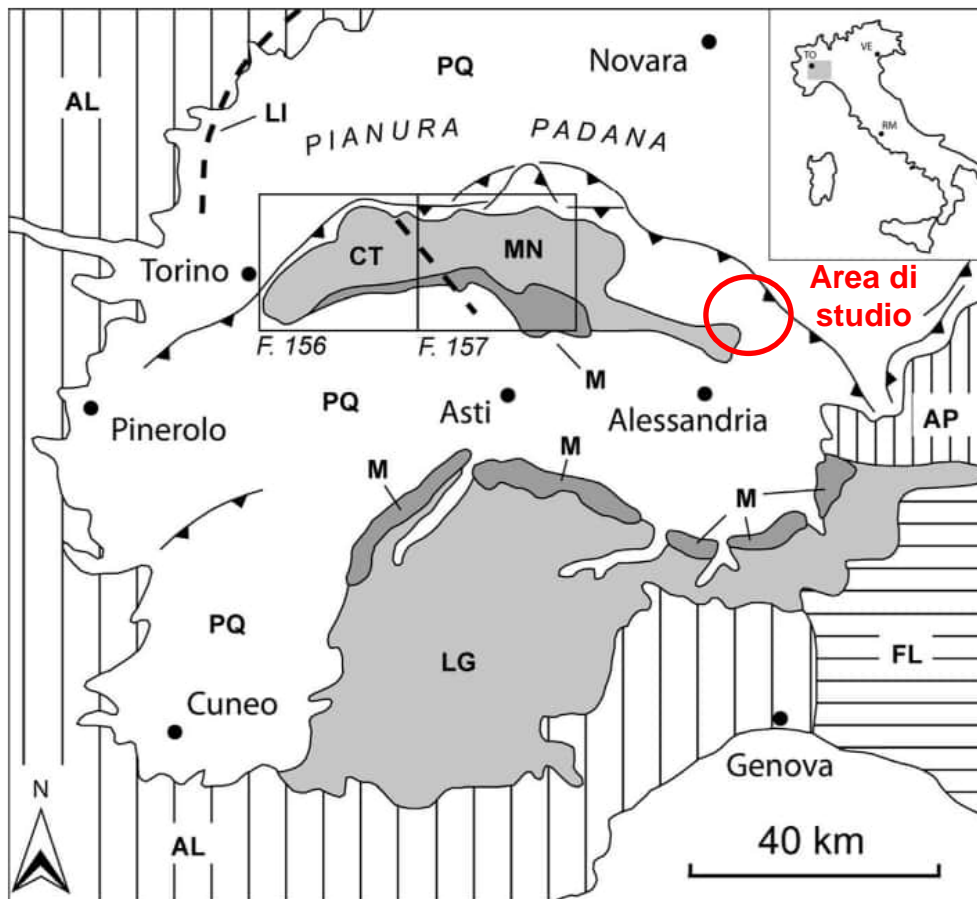 Novara
PQ
TO
VE
RM
AL
LI
PIANURA PADANA
CT
MN
Torino
Area di
studio
F. 156
F. 157
M
PQ
Asti
Alessandria
Pinerolo
AP
M
M
M
PQ
LG
FL
Cuneo
Genova
N
AL
40 km